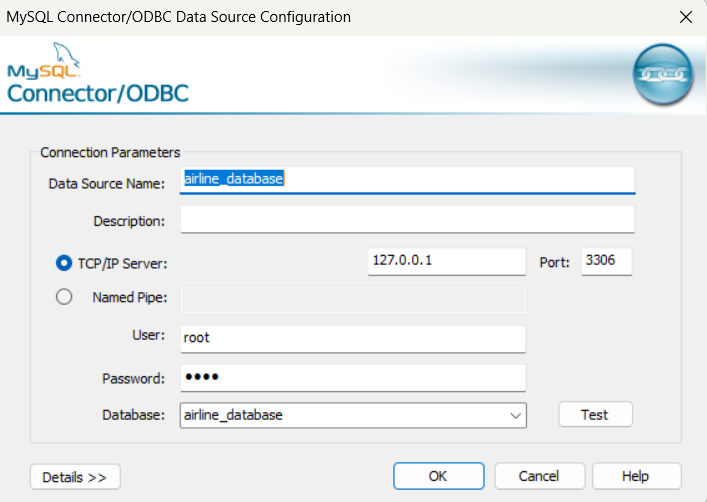 MySQL Connector/ODBC Data Source Configuration
MySQL
Connector/ODBC
Connection Parameters
Data Source Name: airline_database
Description:
TCP/IP Server: 127.0.0.1 Port: 3306
Named Pipe:
User: root
Password: ••••
Database: airline_database Test
Details >> OK Cancel Help